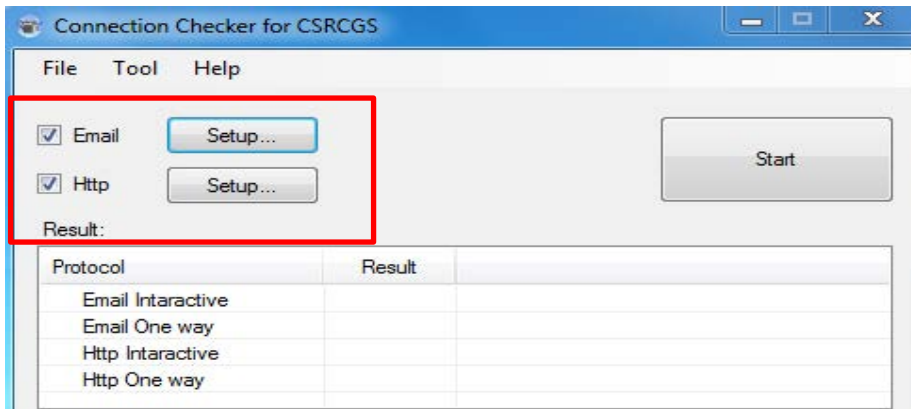 Connection Checker for CSRCGS
File Tool Help
Email Setup...
Start
Http Setup...
Result:
Protocol Result
Email Intaractive
Email One way
Http Intaractive
Http One way